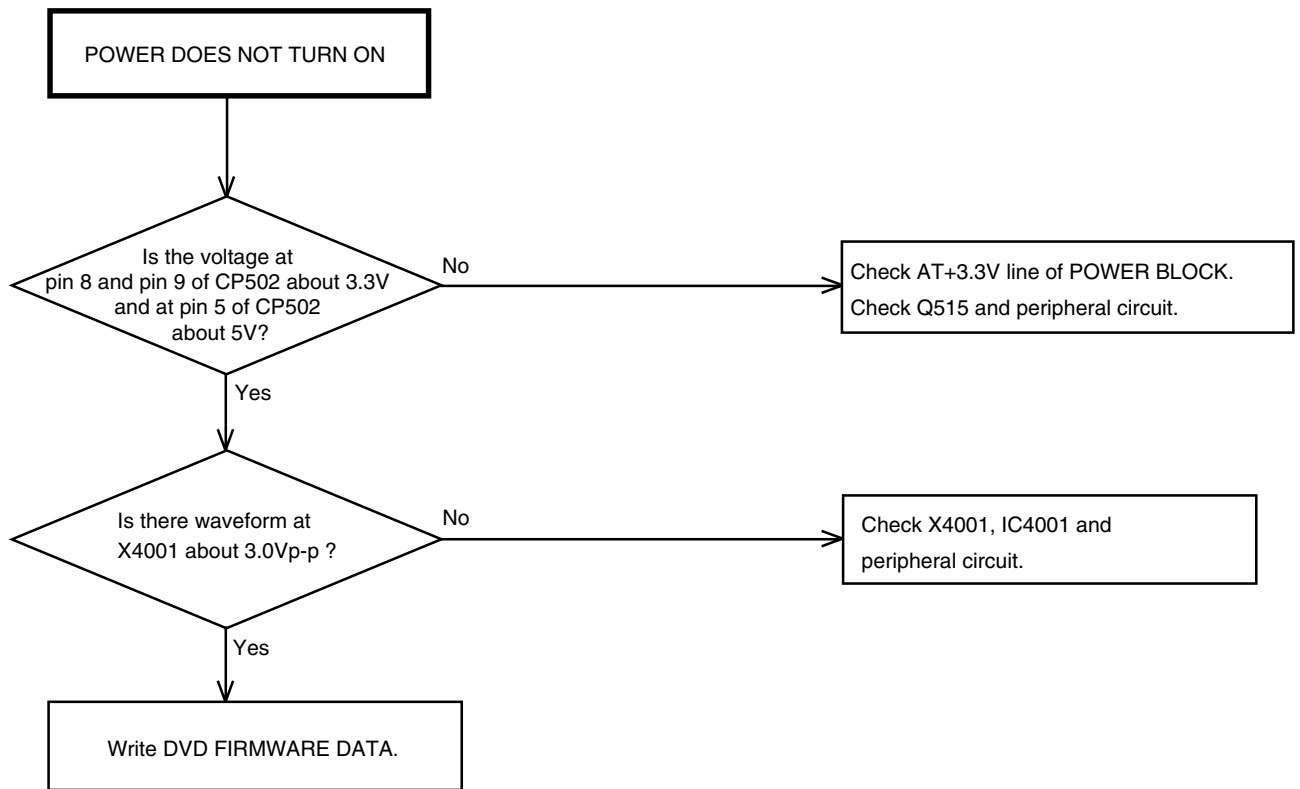 POWER DOES NOT TURN ON
Is the voltage at
pin 8 and pin 9 of CP502 about 3.3V
and at pin 5 of CP502
about 5V?
No
Check AT+3.3V line of POWER BLOCK.
Check Q515 and peripheral circuit.
Yes
Is there waveform at
X4001 about 3.0Vp-p ?
No
Check X4001, IC4001 and
peripheral circuit.
Yes
Write DVD FIRMWARE DATA.